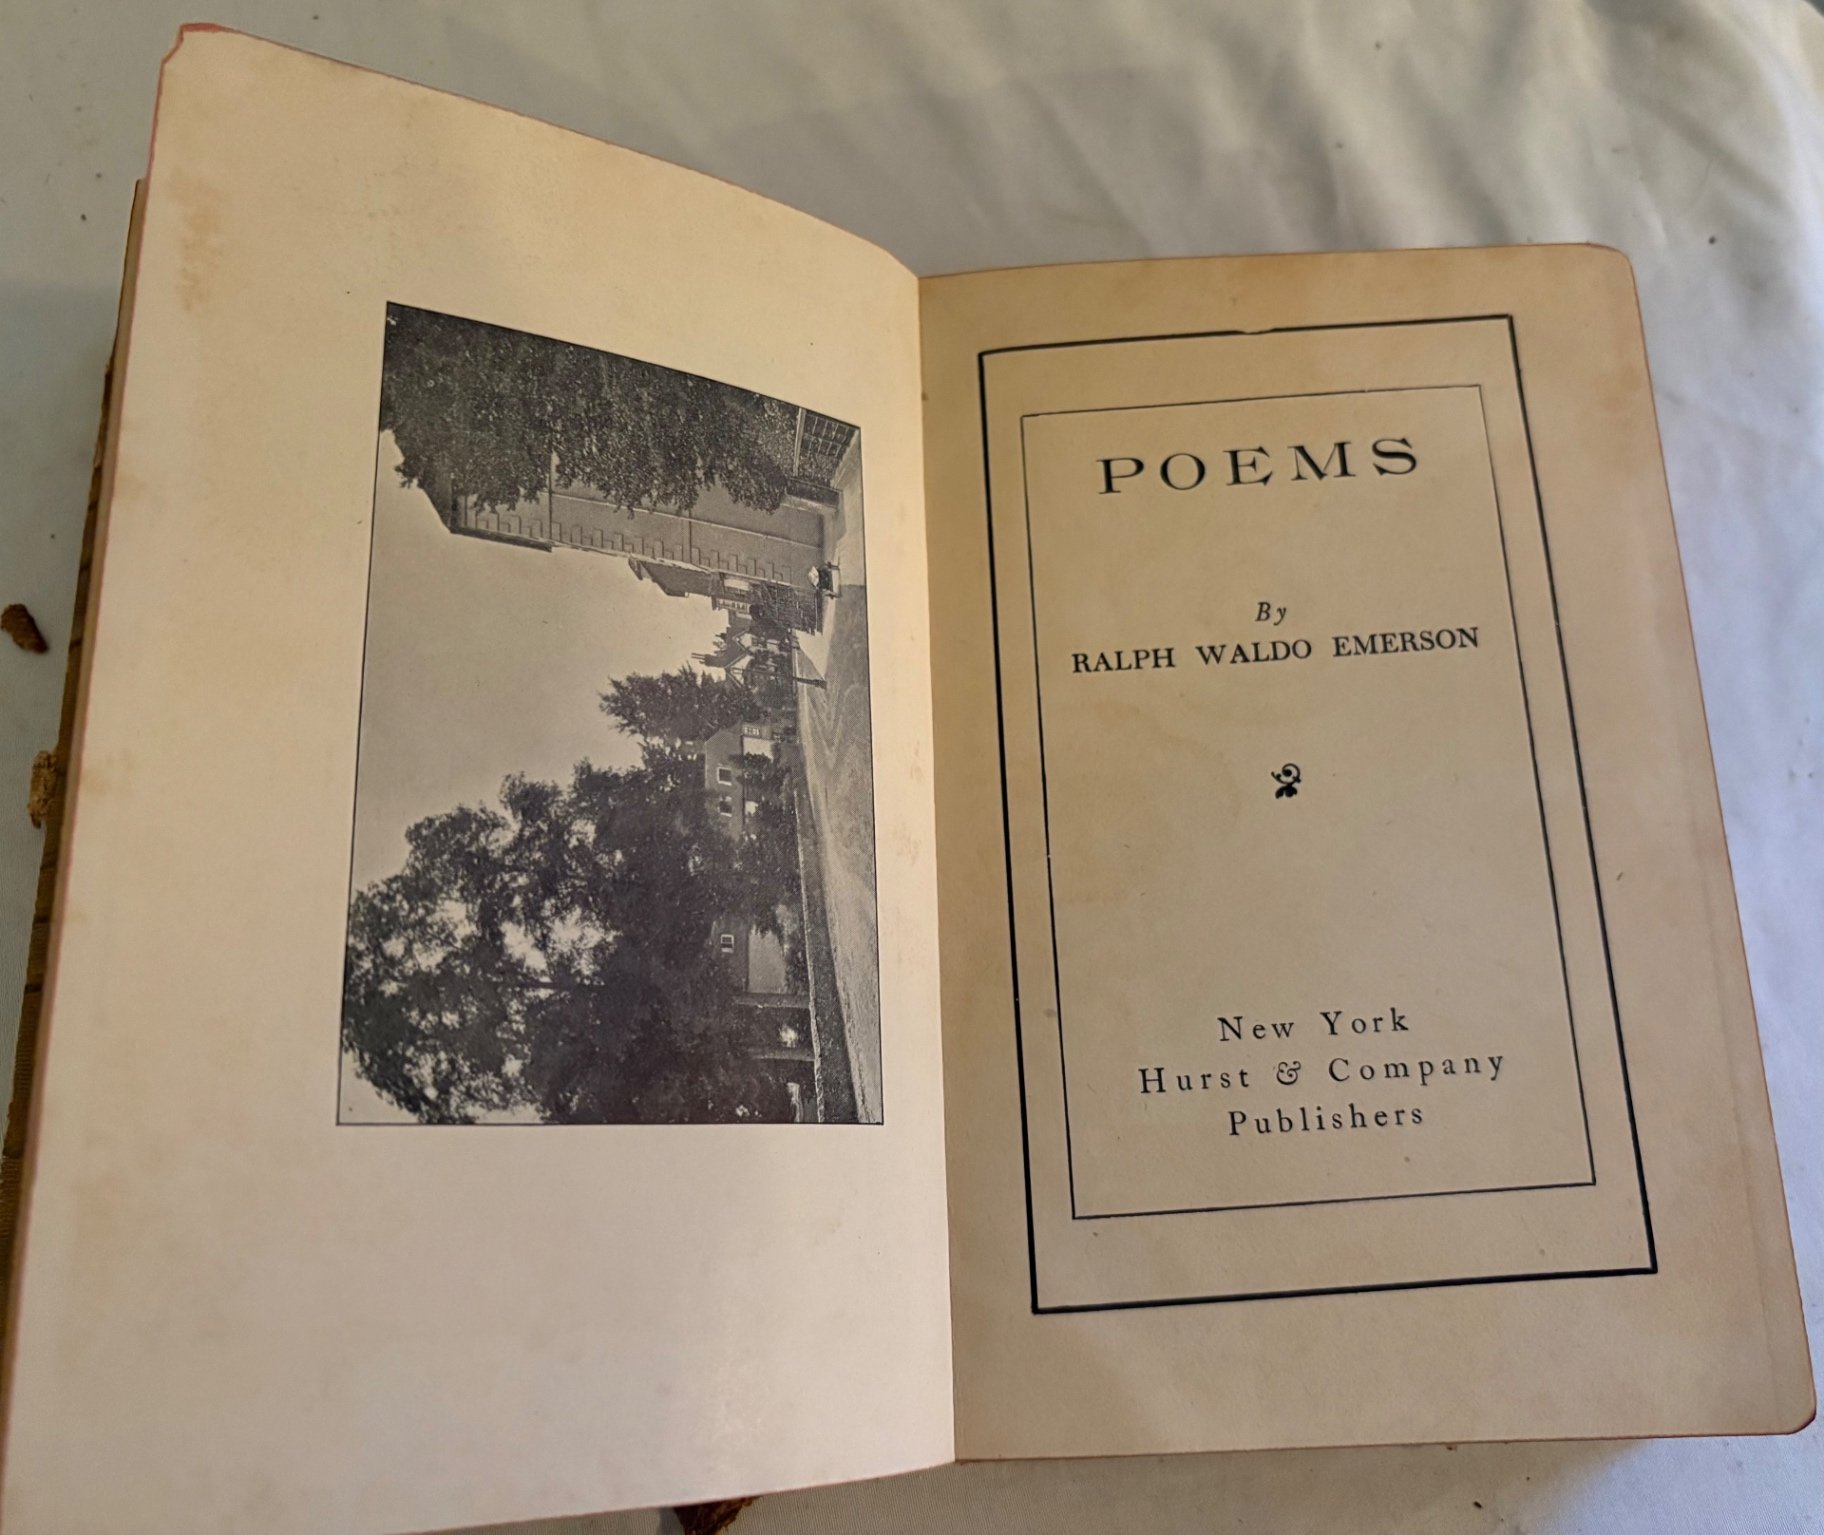 POEMS
By
RALPH WALDO EMERSON
New York
Hurst & Company
Publishers